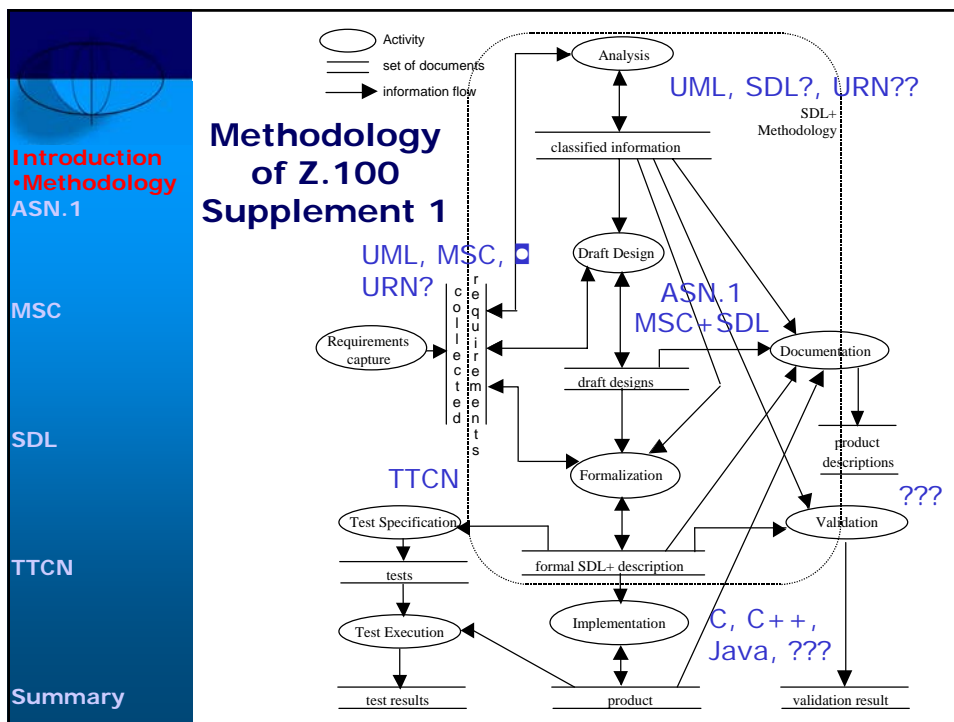 Introduction
•Methodology
ASN.1
MSC
SDL
TTCN
Summary
Activity
set of documents
information flow
Methodology
of Z.100
Supplement 1
Analysis
UML, SDL?, URN??
SDL+
Methodology
classified information
UML, MSC,
URN?
Draft Design
ASN.1
MSC+SDL
Requirements
capture
collected
requirements
Documentation
draft designs
product
descriptions
Formalization
TTCN
???
Test Specification
Validation
formal SDL+ description
tests
Test Execution
Implementation
C, C++,
Java, ???
test results
product
validation result